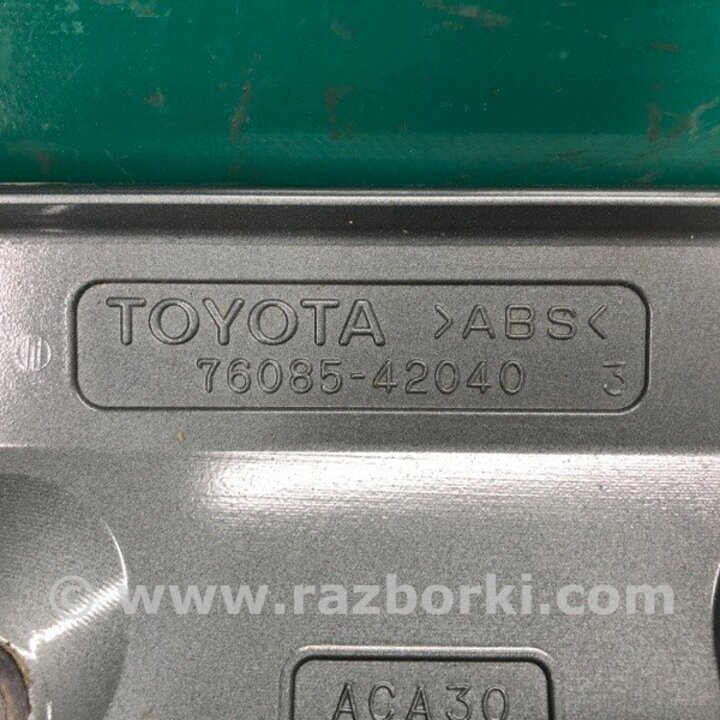 TOYOTA >ABS<
76085-42040 3
© www.razborki.com
ACA30